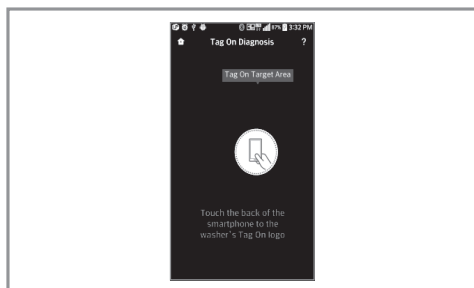 87% 3:32 PM
Tag On Diagnosis ?
Tag On Target Area
Touch the back of the
smartphone to the
washer's Tag On logo